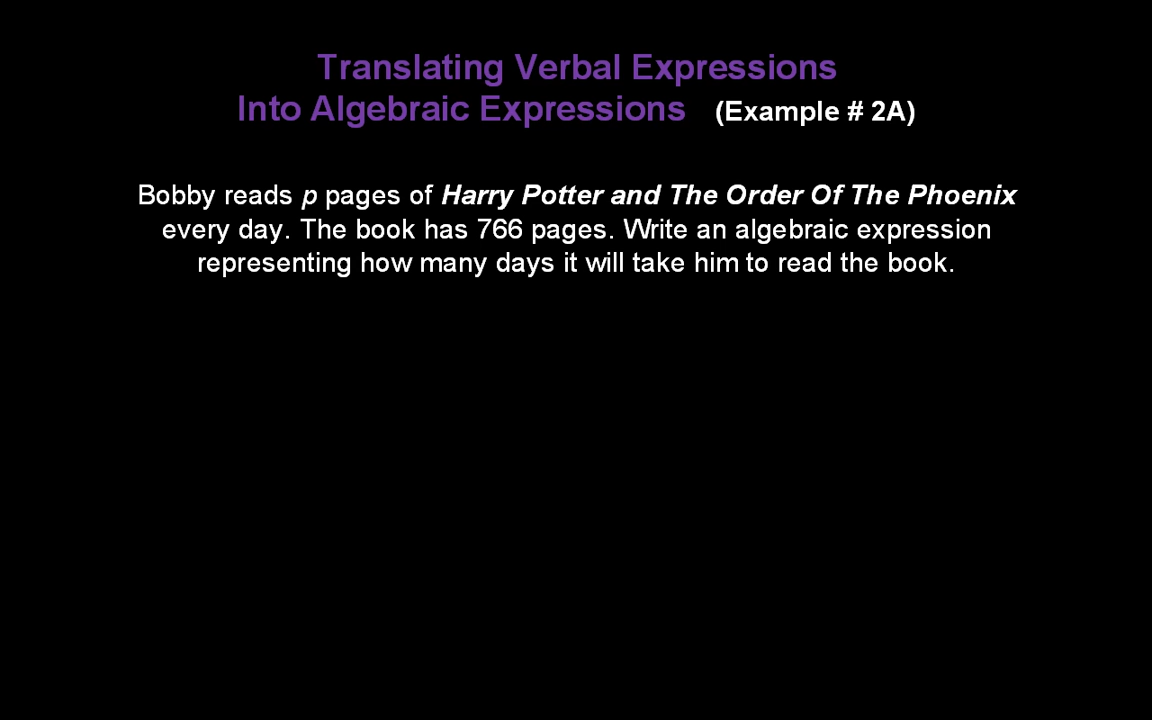 Translating Verbal Expressions
Into Algebraic Expressions (Example # 2A)
Bobby reads p pages of Harry Potter and The Order Of The Phoenix
every day. The book has 766 pages. Write an algebraic expression
representing how many days it will take him to read the book.